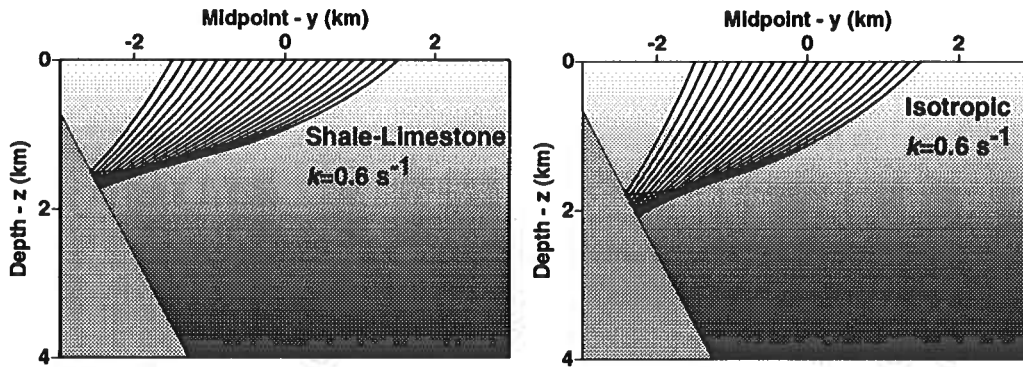 Midpoint - y (km)
-2 0 2
0
2
4
Depth - z (km)
Shale-Limestone
k=0.6 s⁻¹
Midpoint - y (km)
-2 0 2
0
2
4
Depth - z (km)
Isotropic
k=0.6 s⁻¹